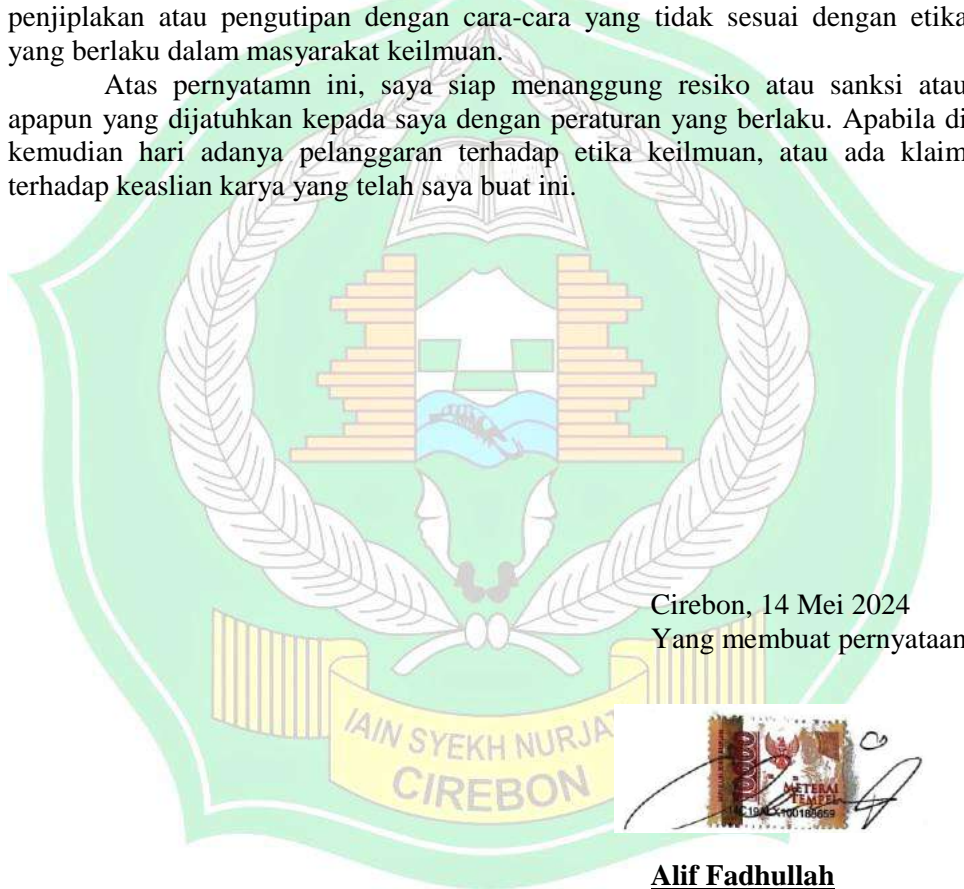 penjiplakan atau pengutipan dengan cara-cara yang tidak sesuai dengan etika
yang berlaku dalam masyarakat keilmuan.
Atas pernyatamn ini, saya siap menanggung resiko atau sanksi atau
apapun yang dijatuhkan kepada saya dengan peraturan yang berlaku. Apabila di
kemudian hari adanya pelanggaran terhadap etika keilmuan, atau ada klaim
terhadap keaslian karya yang telah saya buat ini.
Cirebon, 14 Mei 2024
Yang membuat pernyataan
IAIN SYEKH NURJAT
CIREBON
10000
METERAI
TEMPEL
Alif Fadhullah